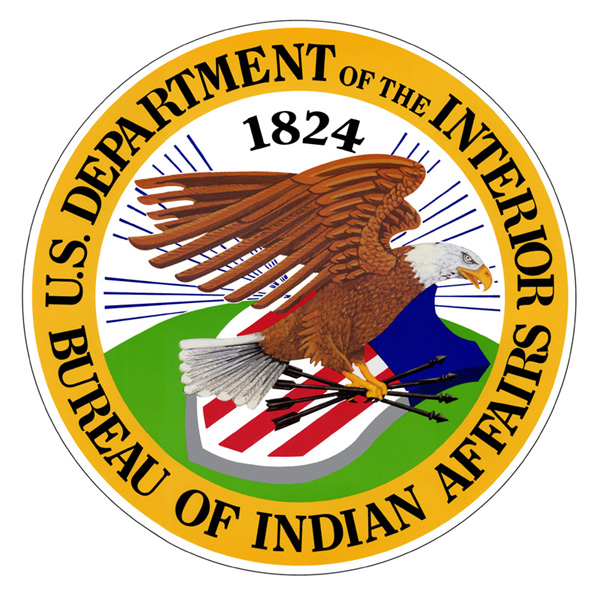 U.S. DEPARTMENT OF THE INTERIOR
1824
BUREAU OF INDIAN AFFAIRS